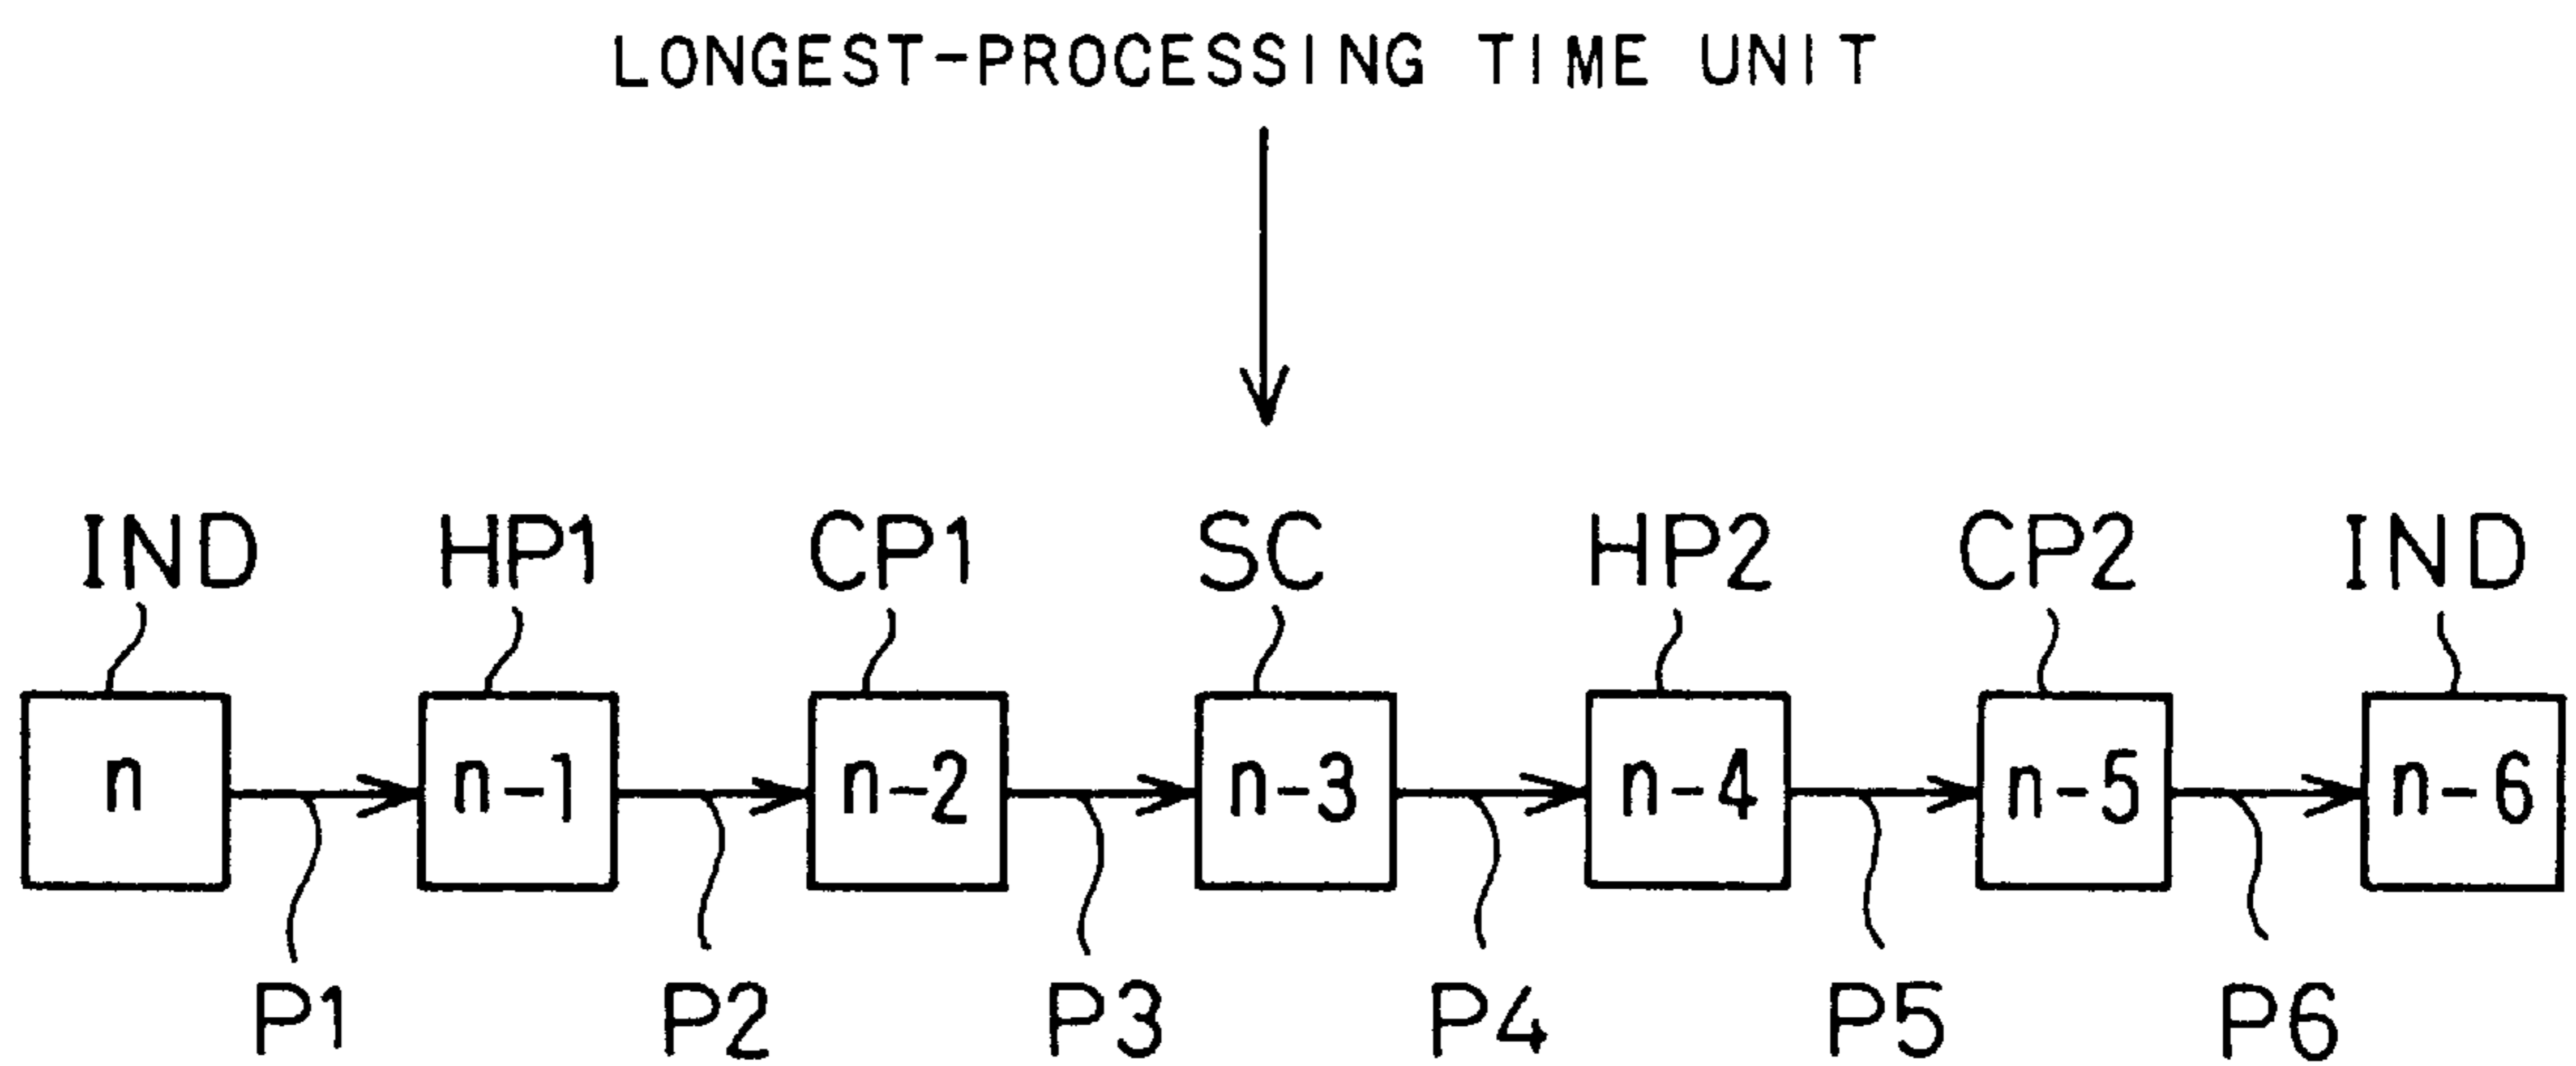 LONGEST-PROCESSING TIME UNIT
IND HP1 CP1 SC HP2 CP2 IND
n n-1 n-2 n-3 n-4 n-5 n-6
P1 P2 P3 P4 P5 P6